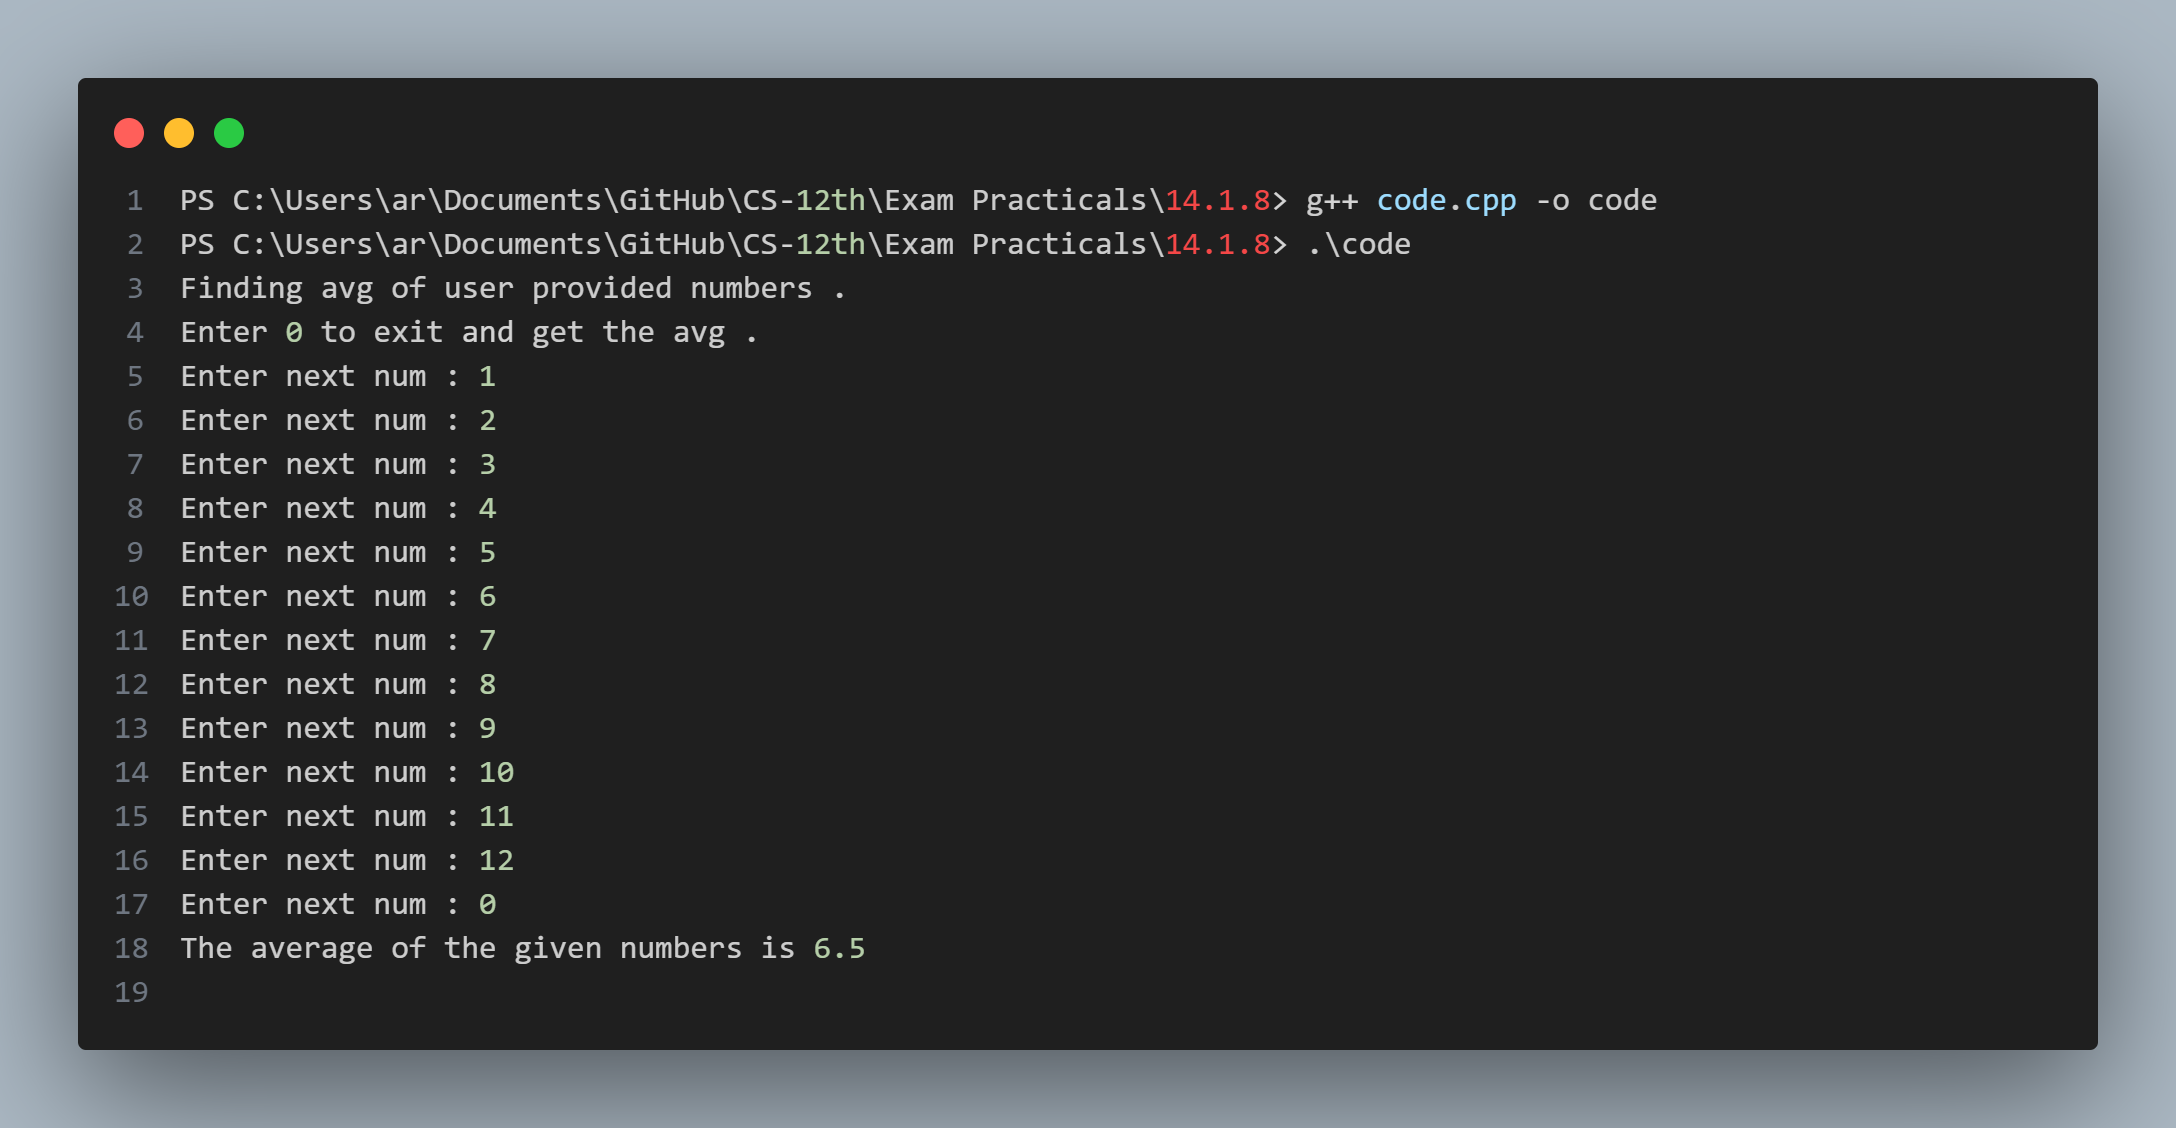 1 PS C:\Users\ar\Documents\GitHub\CS-12th\Exam Practicals\14.1.8> g++ code.cpp -o code
2 PS C:\Users\ar\Documents\GitHub\CS-12th\Exam Practicals\14.1.8> .\code
3 Finding avg of user provided numbers .
4 Enter 0 to exit and get the avg .
5 Enter next num : 1
6 Enter next num : 2
7 Enter next num : 3
8 Enter next num : 4
9 Enter next num : 5
10 Enter next num : 6
11 Enter next num : 7
12 Enter next num : 8
13 Enter next num : 9
14 Enter next num : 10
15 Enter next num : 11
16 Enter next num : 12
17 Enter next num : 0
18 The average of the given numbers is 6.5
19